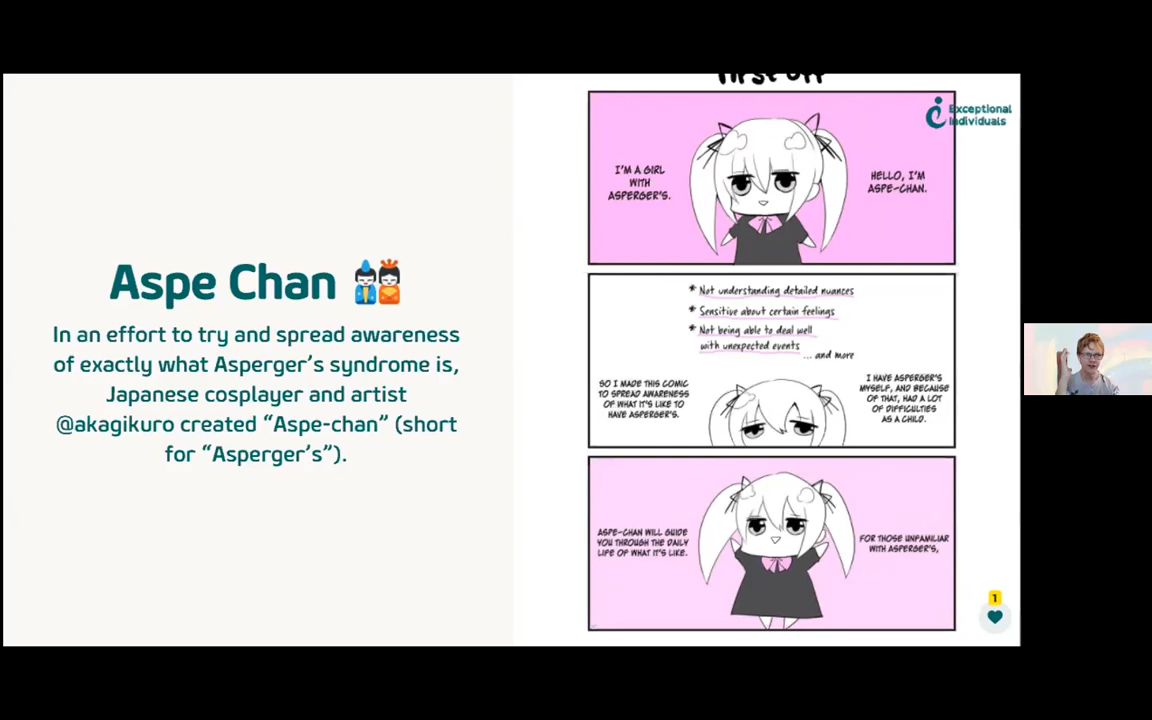 Aspe Chan
In an effort to try and spread awareness
of exactly what Asperger's syndrome is,
Japanese cosplayer and artist
@akagikuro created “Aspe-chan” (short
for “Asperger's”).
First Off
Exceptional
Individuals
HELLO, I'M
ASPE-CHAN.
I'M A GIRL
WITH
ASPERGER'S.
* Not understanding detailed nuances
* Sensitive about certain feelings
* Not being able to deal well
with unexpected events
... and more
I HAVE ASPERGER'S
MYSELF, AND BECAUSE
OF THAT, HAD A LOT
OF DIFFICULTIES
AS A CHILD.
SO I MADE THIS COMIC
TO SPREAD AWARENESS
OF WHAT IT'S LIKE TO
HAVE ASPERGER'S.
FOR THOSE UNFAMILIAR
WITH ASPERGER'S,
ASPE-CHAN WILL GUIDE
YOU THROUGH THE DAILY
LIFE OF WHAT IT'S LIKE.
1